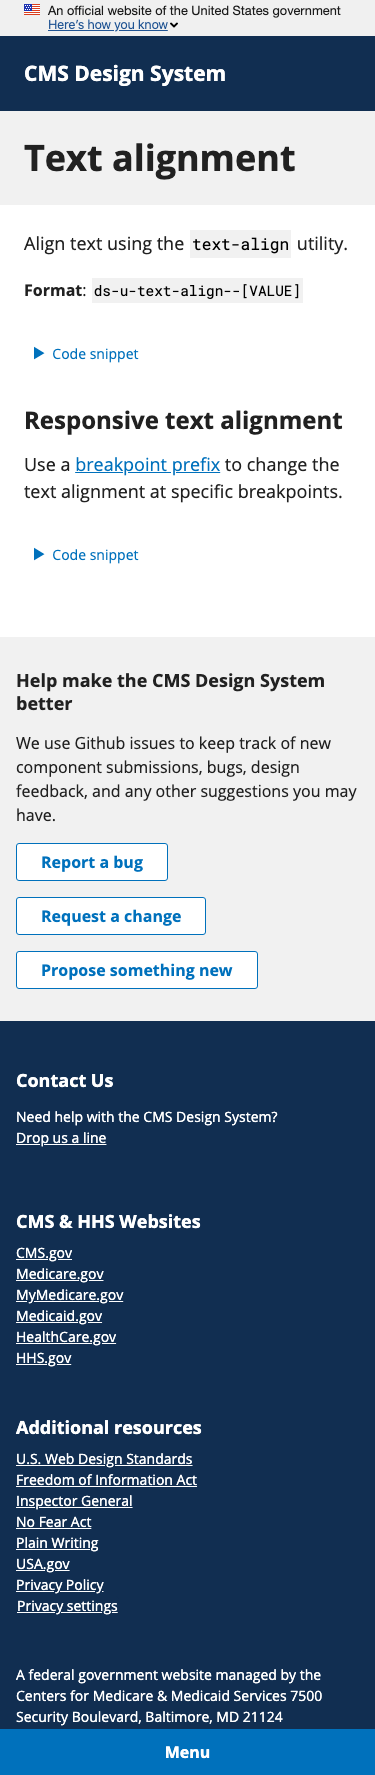 An official website of the United States government
Here's how you know
CMS Design System
Text alignment
Align text using the text-align utility.
Format: ds-u-text-align--[VALUE]
Code snippet
Responsive text alignment
Use a breakpoint prefix to change the
text alignment at specific breakpoints.
Code snippet
Help make the CMS Design System
better
We use Github issues to keep track of new
component submissions, bugs, design
feedback, and any other suggestions you may
have.
Report a bug
Request a change
Propose something new
Contact Us
Need help with the CMS Design System?
Drop us a line
CMS & HHS Websites
CMS.gov
Medicare.gov
MyMedicare.gov
Medicaid.gov
HealthCare.gov
HHS.gov
Additional resources
U.S. Web Design Standards
Freedom of Information Act
Inspector General
No Fear Act
Plain Writing
USA.gov
Privacy Policy
Privacy settings
A federal government website managed by the
Centers for Medicare & Medicaid Services 7500
Security Boulevard, Baltimore, MD 21124
Menu